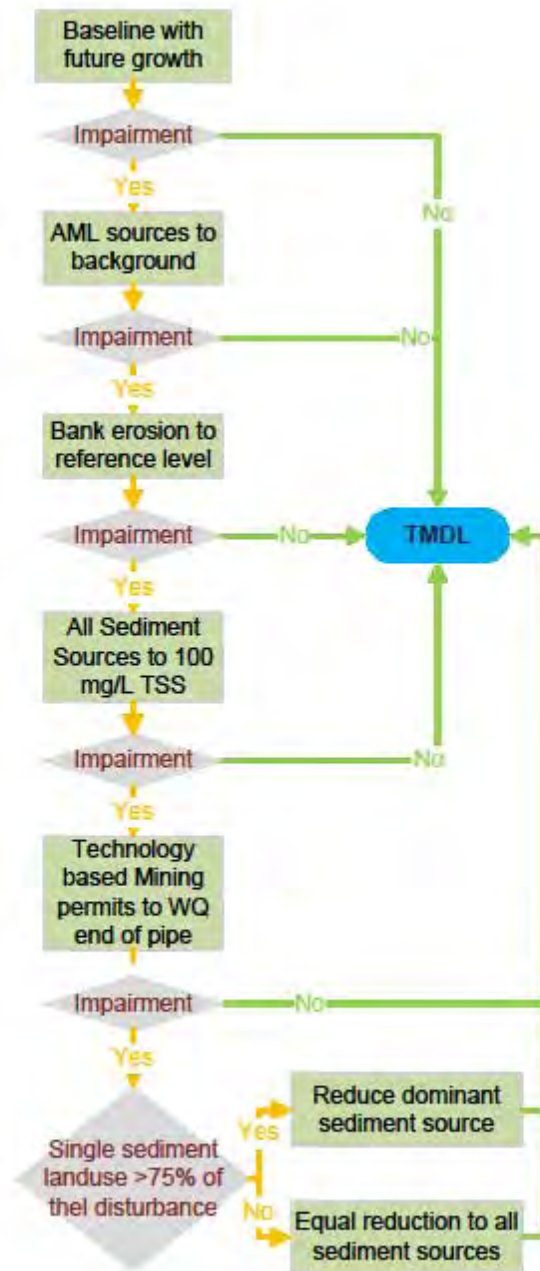 Baseline with
future growth
Impairment
No
Yes
AML sources to
background
Impairment
No
Yes
Bank erosion to
reference level
Impairment
No
TMDL
Yes
All Sediment
Sources to 100
mg/L TSS
Impairment
No
Yes
Technology
based Mining
permits to WQ
end of pipe
Impairment
No
Yes
Single sediment
landuse >75% of
thel disturbance
Yes
Reduce dominant
sediment source
No
Equal reduction to all
sediment sources